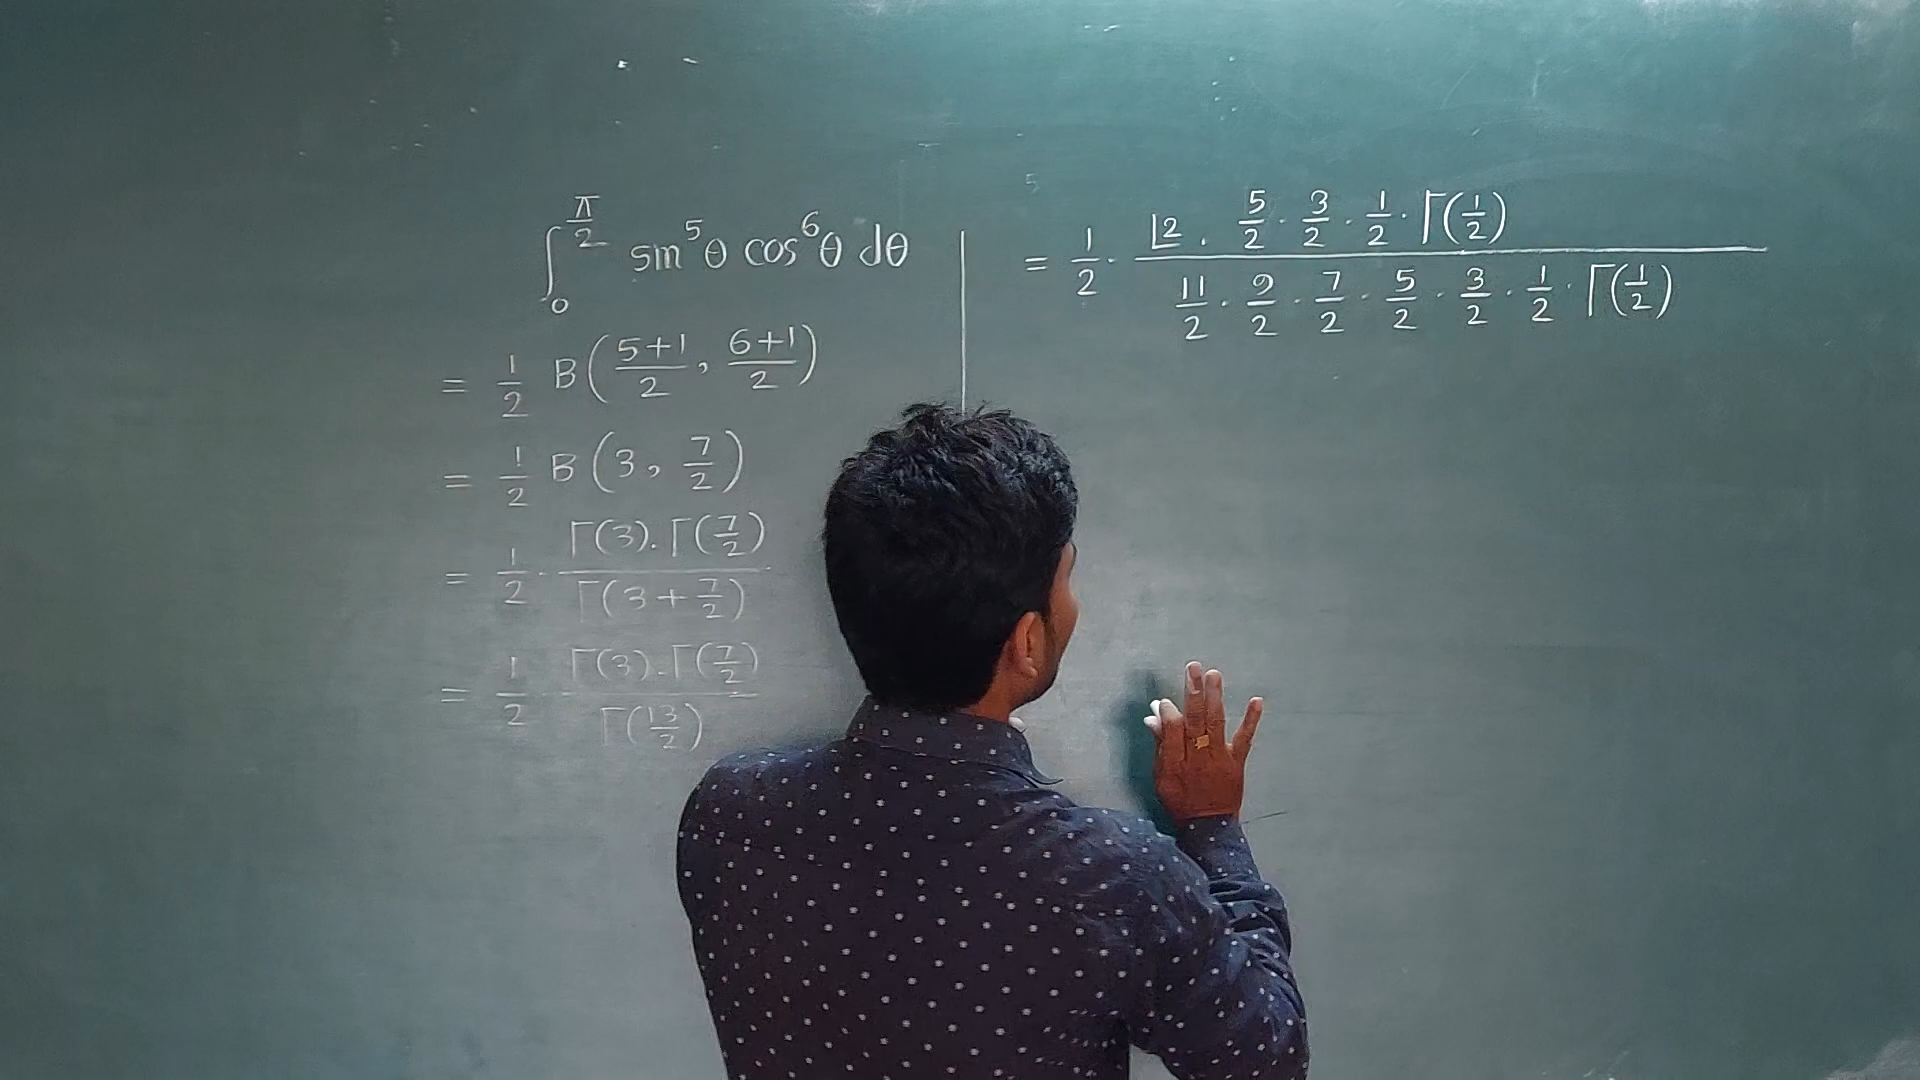 ∫₀^(π/2) sin⁵θ cos⁶θ dθ
= 1/2 B((5+1)/2, (6+1)/2)
= 1/2 B(3, 7/2)
= 1/2 · Γ(3).Γ(7/2) / Γ(3+7/2)
= 1/2 · Γ(3).Γ(7/2) / Γ(13/2)
= 1/2 · (⌊2 . 5/2 · 3/2 · 1/2 · Γ(1/2)) / (11/2 · 9/2 · 7/2 · 5/2 · 3/2 · 1/2 · Γ(1/2))